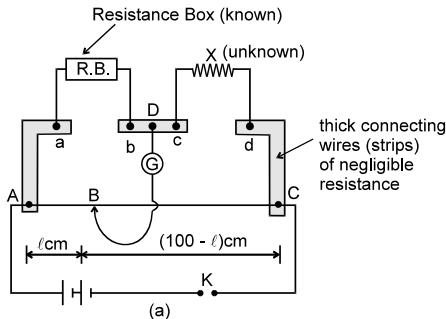 Resistance Box (known)
R.B.
X (unknown)
D
a
b
c
d
G
thick connecting
wires (strips)
of negligible
resistance
A
B
C
ℓcm
(100 - ℓ)cm
K
(a)